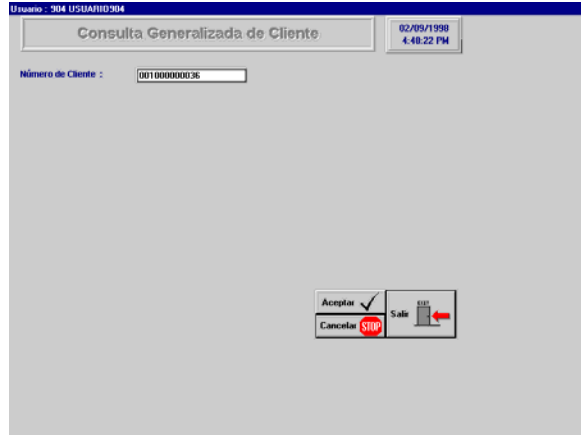 Usuario : 904 USUARIO904
Consulta Generalizada de Cliente
02/09/1998
4:40:22 PM
Número de Cliente :
001000000036
Aceptar
Cancelar
STOP
Salir
EXIT